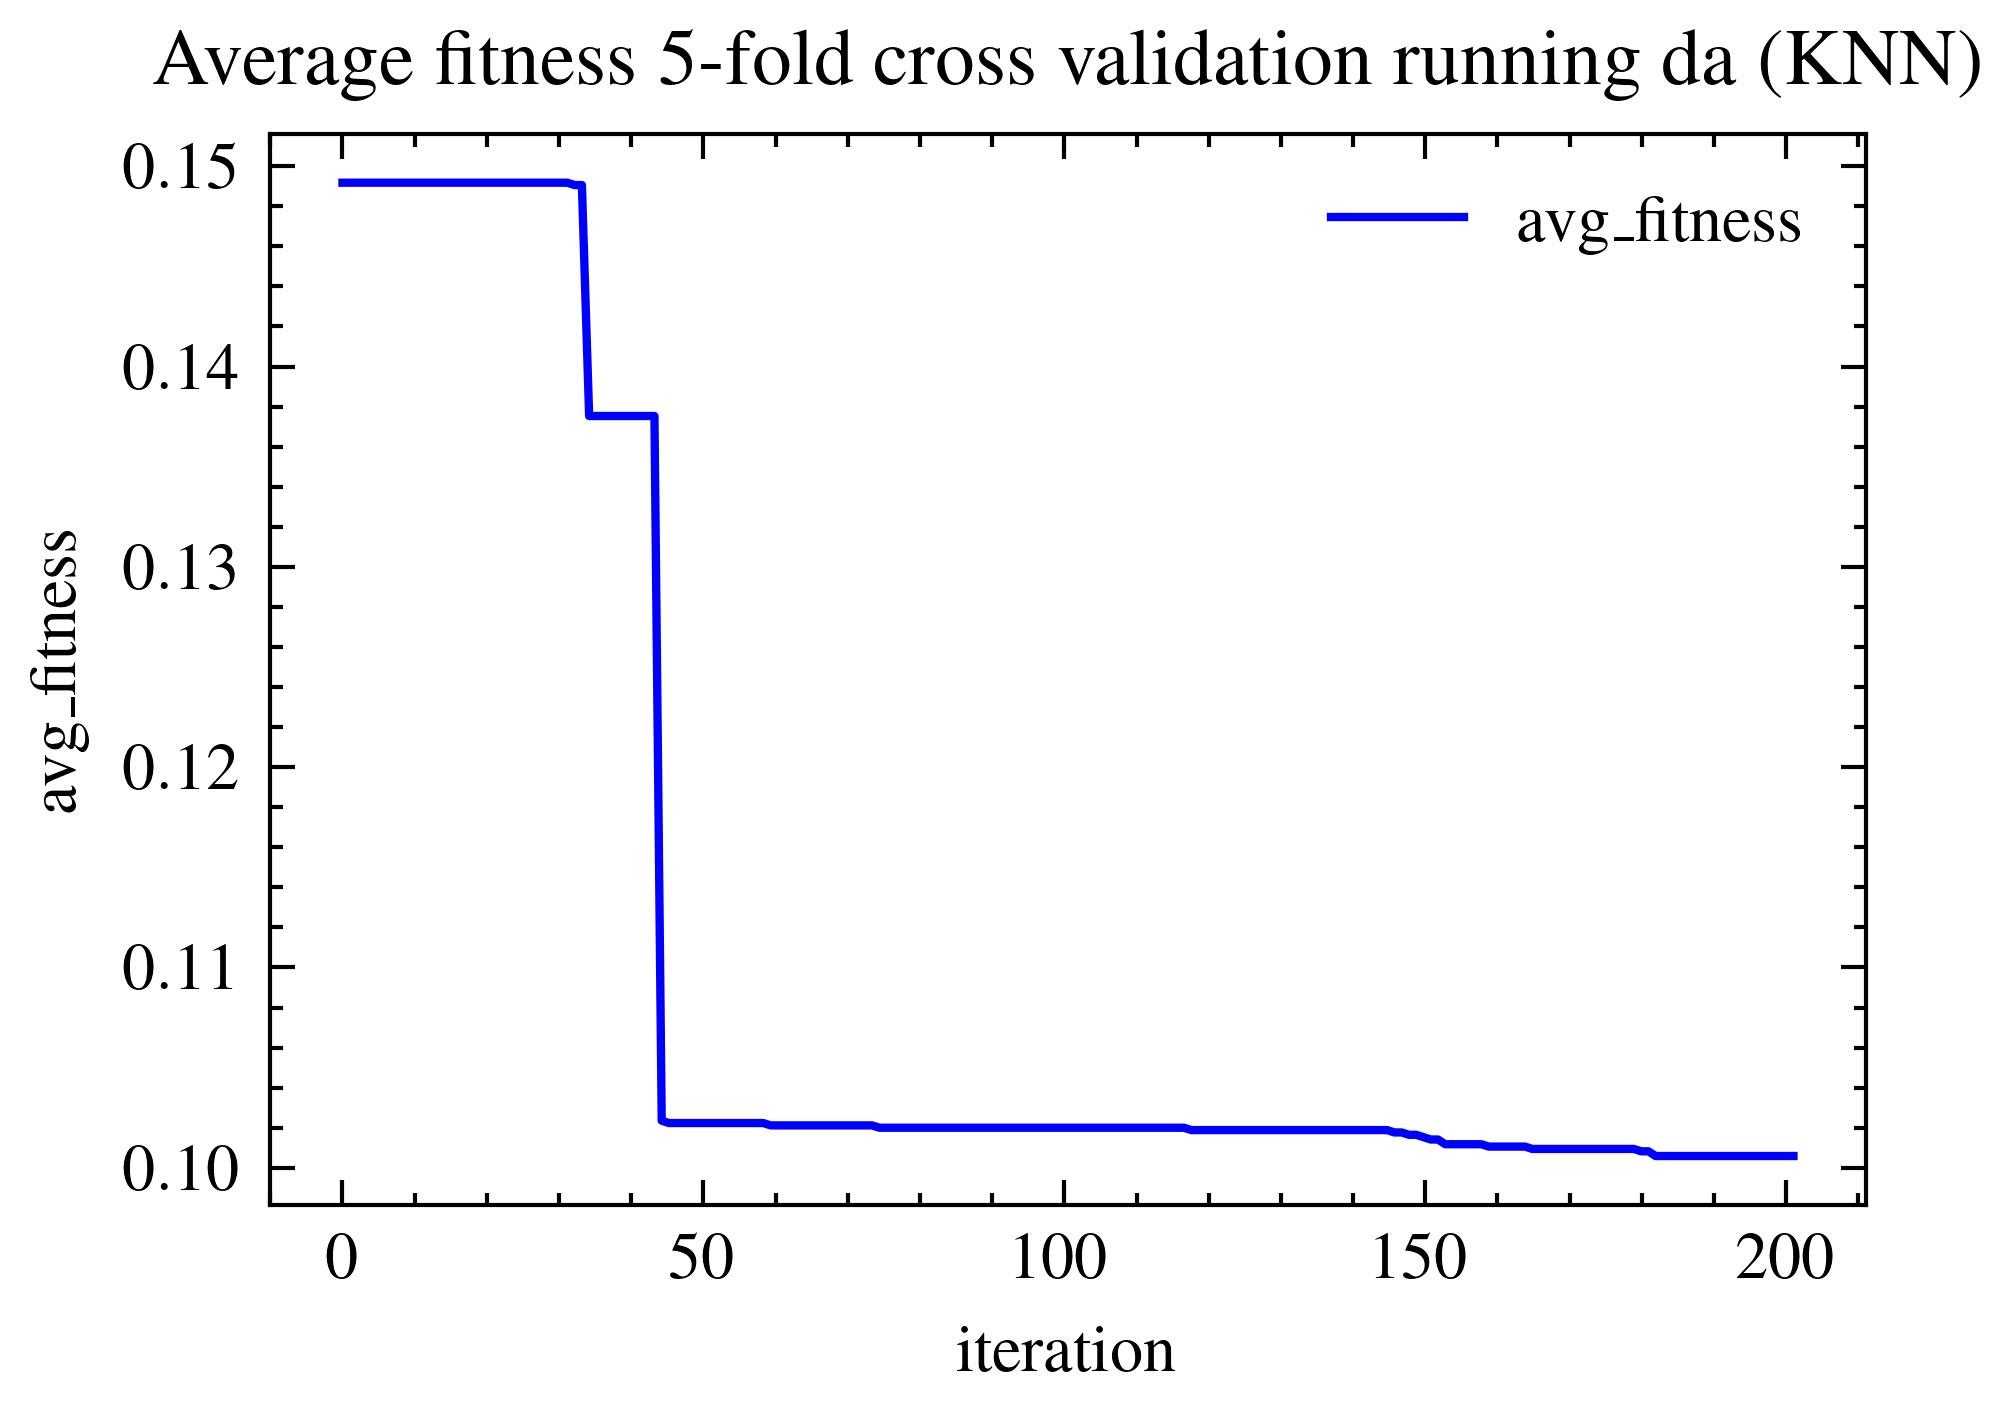 Average fitness 5-fold cross validation running da (KNN)
avg_fitness
0.15
0.14
0.13
0.12
0.11
0.10
avg_fitness
0 50 100 150 200
iteration